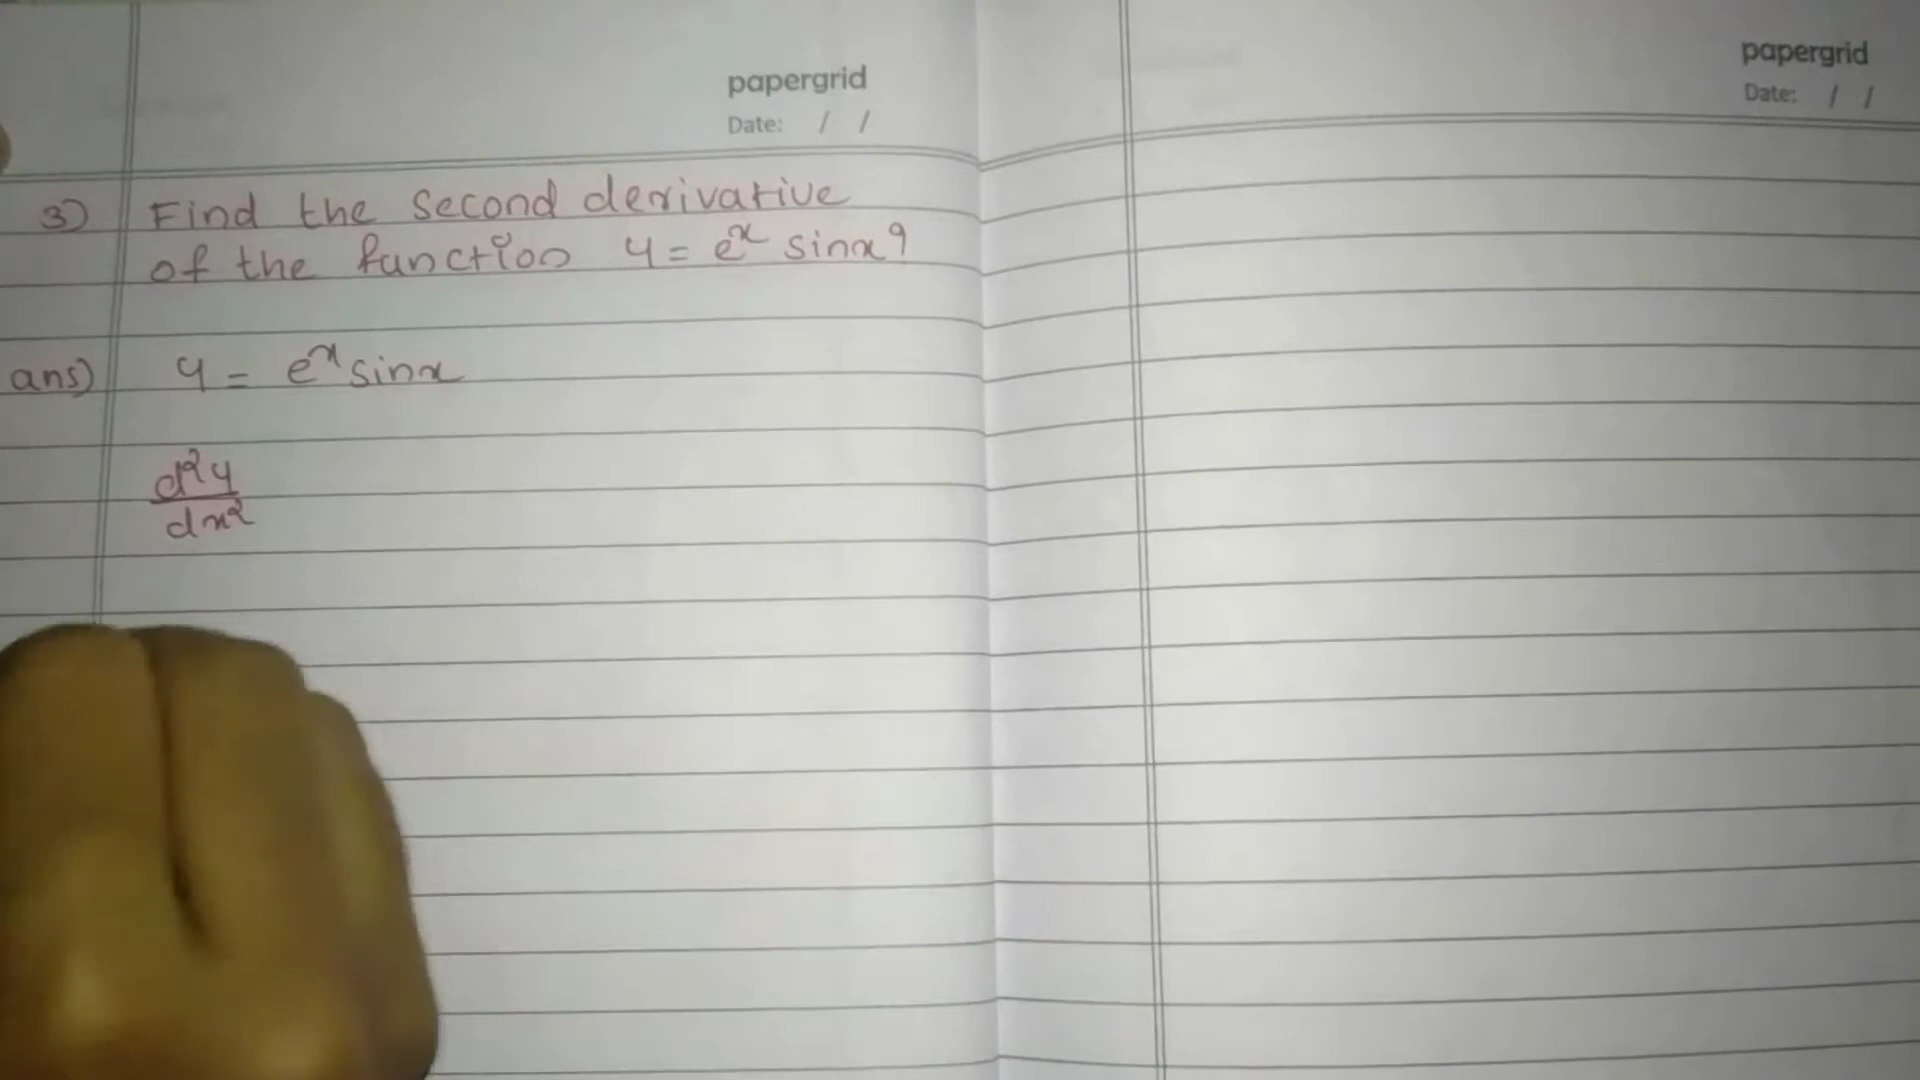 papergrid
Date: / /
papergrid
Date: / /
3) Find the second derivative
of the function y = e^x sinx?
ans) y = e^x sinx
d²y
dx²